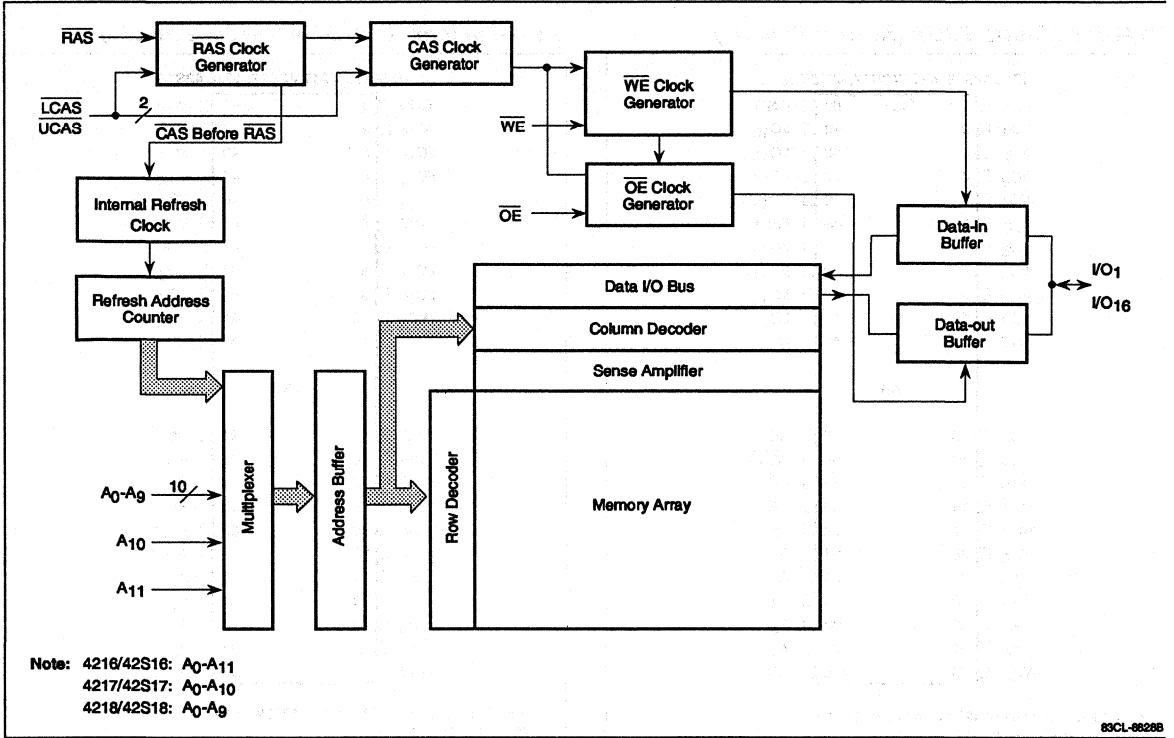 RAS
RAS Clock
Generator
CAS Clock
Generator
LCAS
UCAS
2
CAS Before RAS
WE Clock
Generator
WE
OE Clock
Generator
OE
Internal Refresh
Clock
Refresh Address
Counter
Data-In
Buffer
Data-out
Buffer
I/O1
I/O16
Data I/O Bus
Column Decoder
Sense Amplifier
Row Decoder
Memory Array
Multiplexer
Address Buffer
A0-A9
10
A10
A11
Note: 4216/42S16: A0-A11
4217/42S17: A0-A10
4218/42S18: A0-A9
83CL-8828B